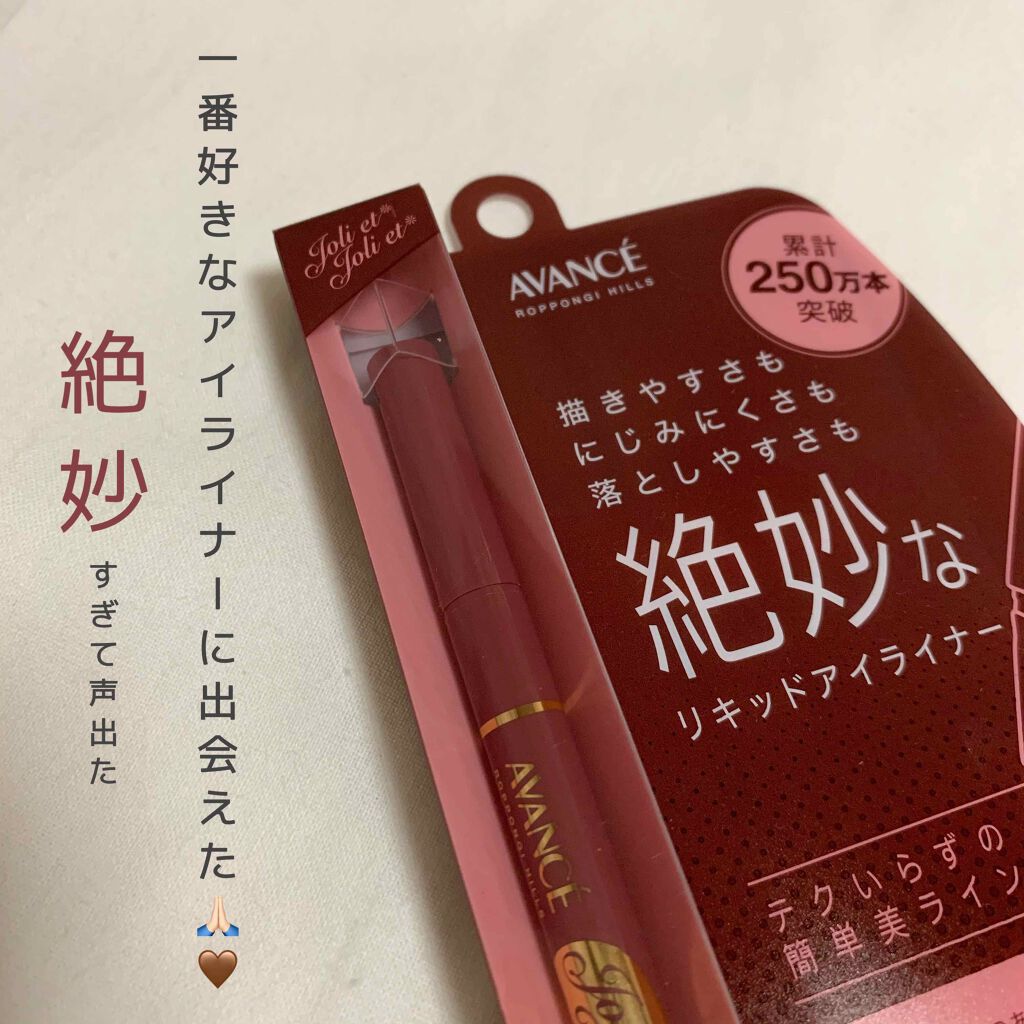 一番好きなアイライナーに出会えた🙏🏻🤎
絶妙すぎて声出た
Joli et
Joli et
AVANCÉ
ROPPONGI HILLS
累計
250万本
突破
描きやすさも
にじみにくさも
落としやすさも
絶妙な
リキッドアイライナー
テクいらずの
簡単美ライン
AVANCÉ
ROPPONGI HILLS
Jo